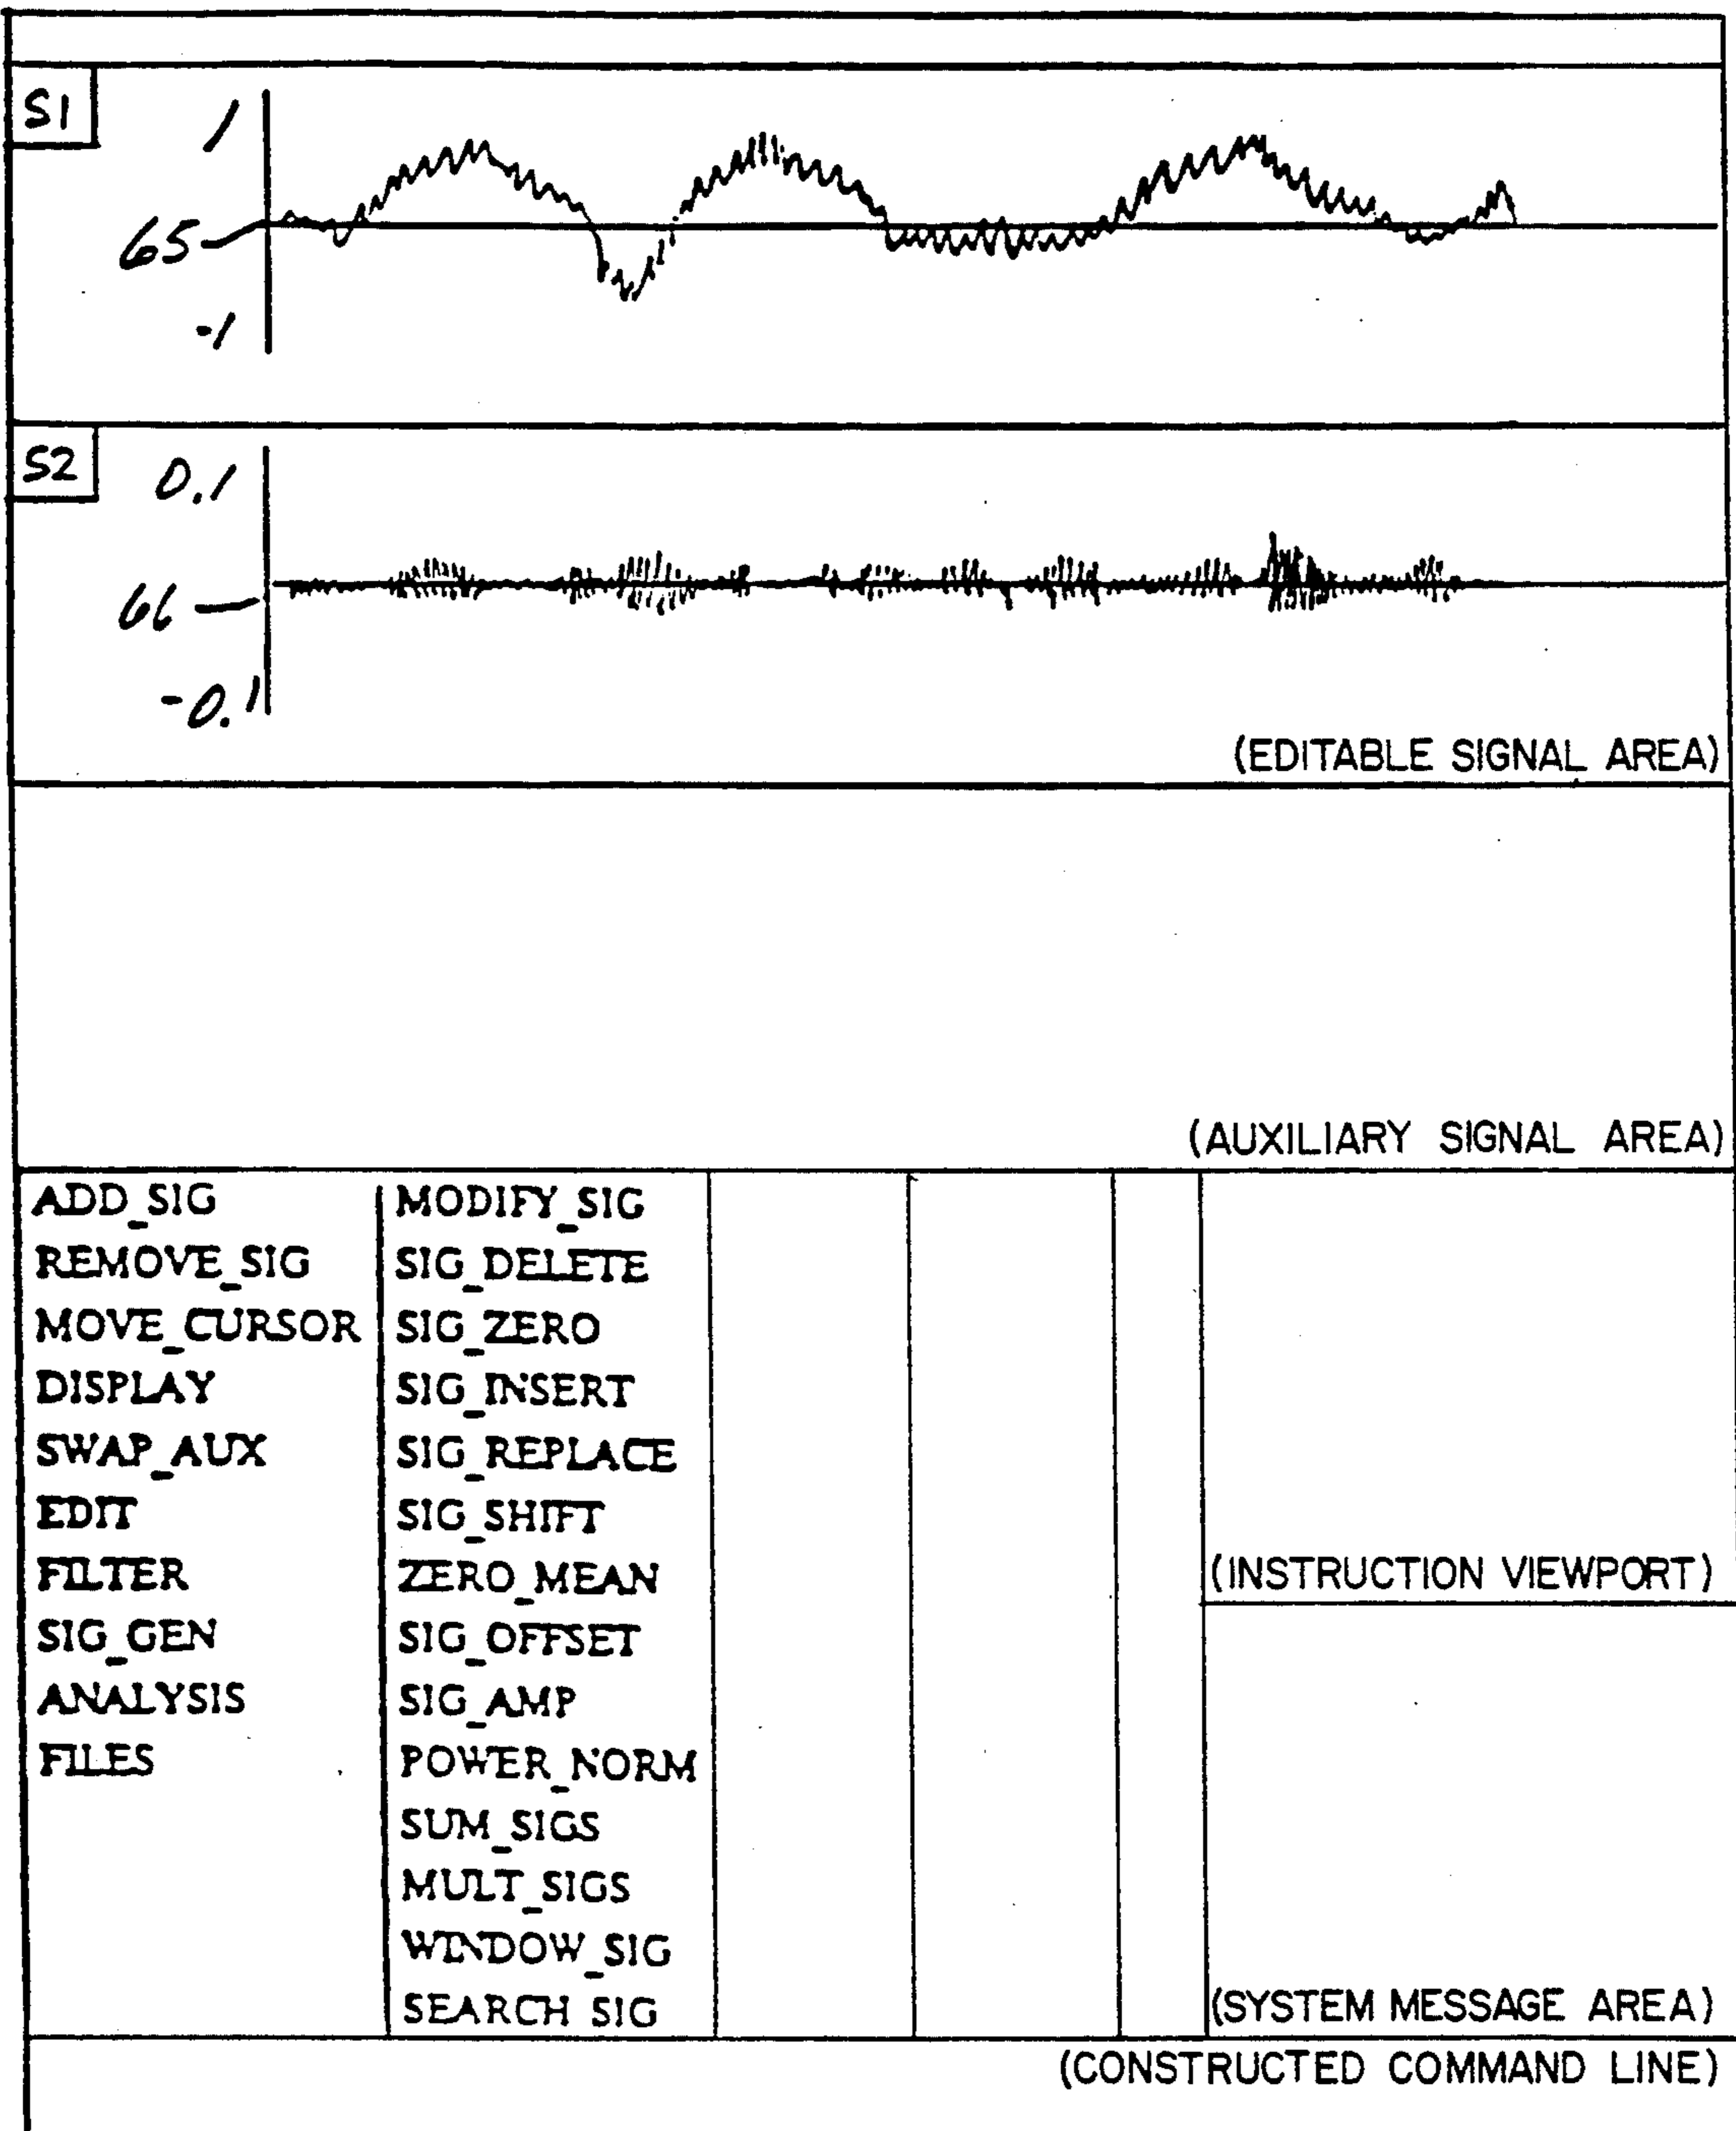 S1
1
65
-1
S2
0.1
66
-0.1
(EDITABLE SIGNAL AREA)
(AUXILIARY SIGNAL AREA)
ADD_SIG
REMOVE_SIG
MOVE_CURSOR
DISPLAY
SWAP_AUX
EDIT
FILTER
SIG_GEN
ANALYSIS
FILES
MODIFY_SIG
SIG_DELETE
SIG_ZERO
SIG_INSERT
SIG_REPLACE
SIG_SHIFT
ZERO_MEAN
SIG_OFFSET
SIG_AMP
POWER_NORM
SUM_SIGS
MULT_SIGS
WINDOW_SIG
SEARCH SIG
(INSTRUCTION VIEWPORT)
(SYSTEM MESSAGE AREA)
(CONSTRUCTED COMMAND LINE)